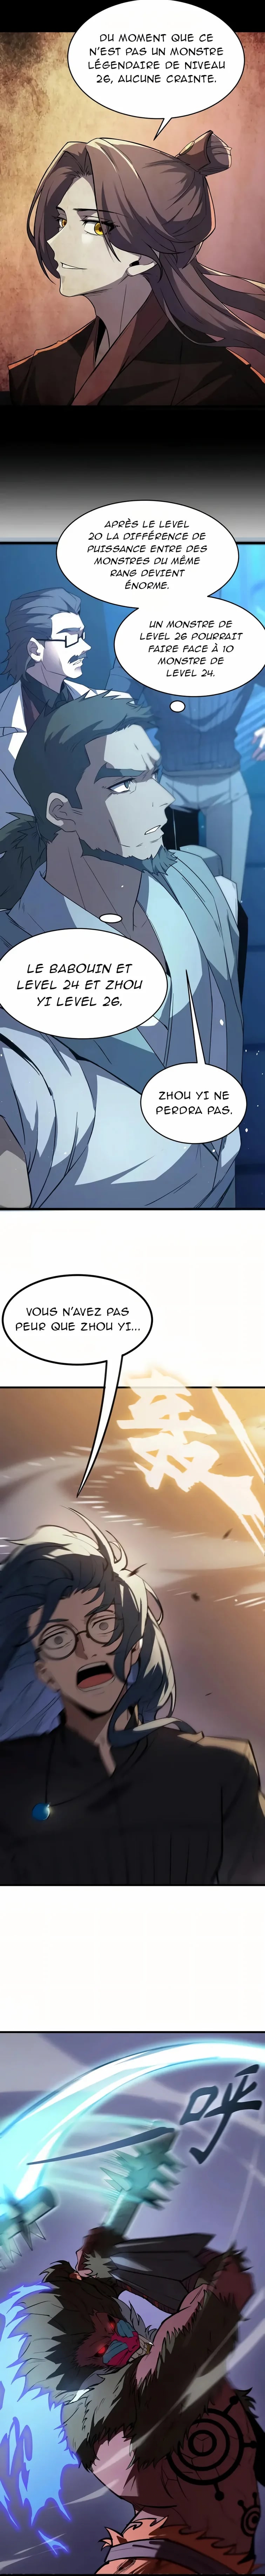 DU MOMENT QUE CE
N'EST PAS UN MONSTRE
LÉGENDAIRE DE NIVEAU
26, AUCUNE CRAINTE.
APRÈS LE LEVEL
20 LA DIFFÉRENCE DE
PUISSANCE ENTRE DES
MONSTRES DU MÊME
RANG DEVIENT
ÉNORME.
UN MONSTRE DE
LEVEL 26 POURRAIT
FAIRE FACE À 10
MONSTRE DE
LEVEL 24.
LE BABOUIN ET
LEVEL 24 ET ZHOU
YI LEVEL 26.
ZHOU YI NE
PERDRA PAS.
VOUS N'AVEZ PAS
PEUR QUE ZHOU YI...
轰
呼